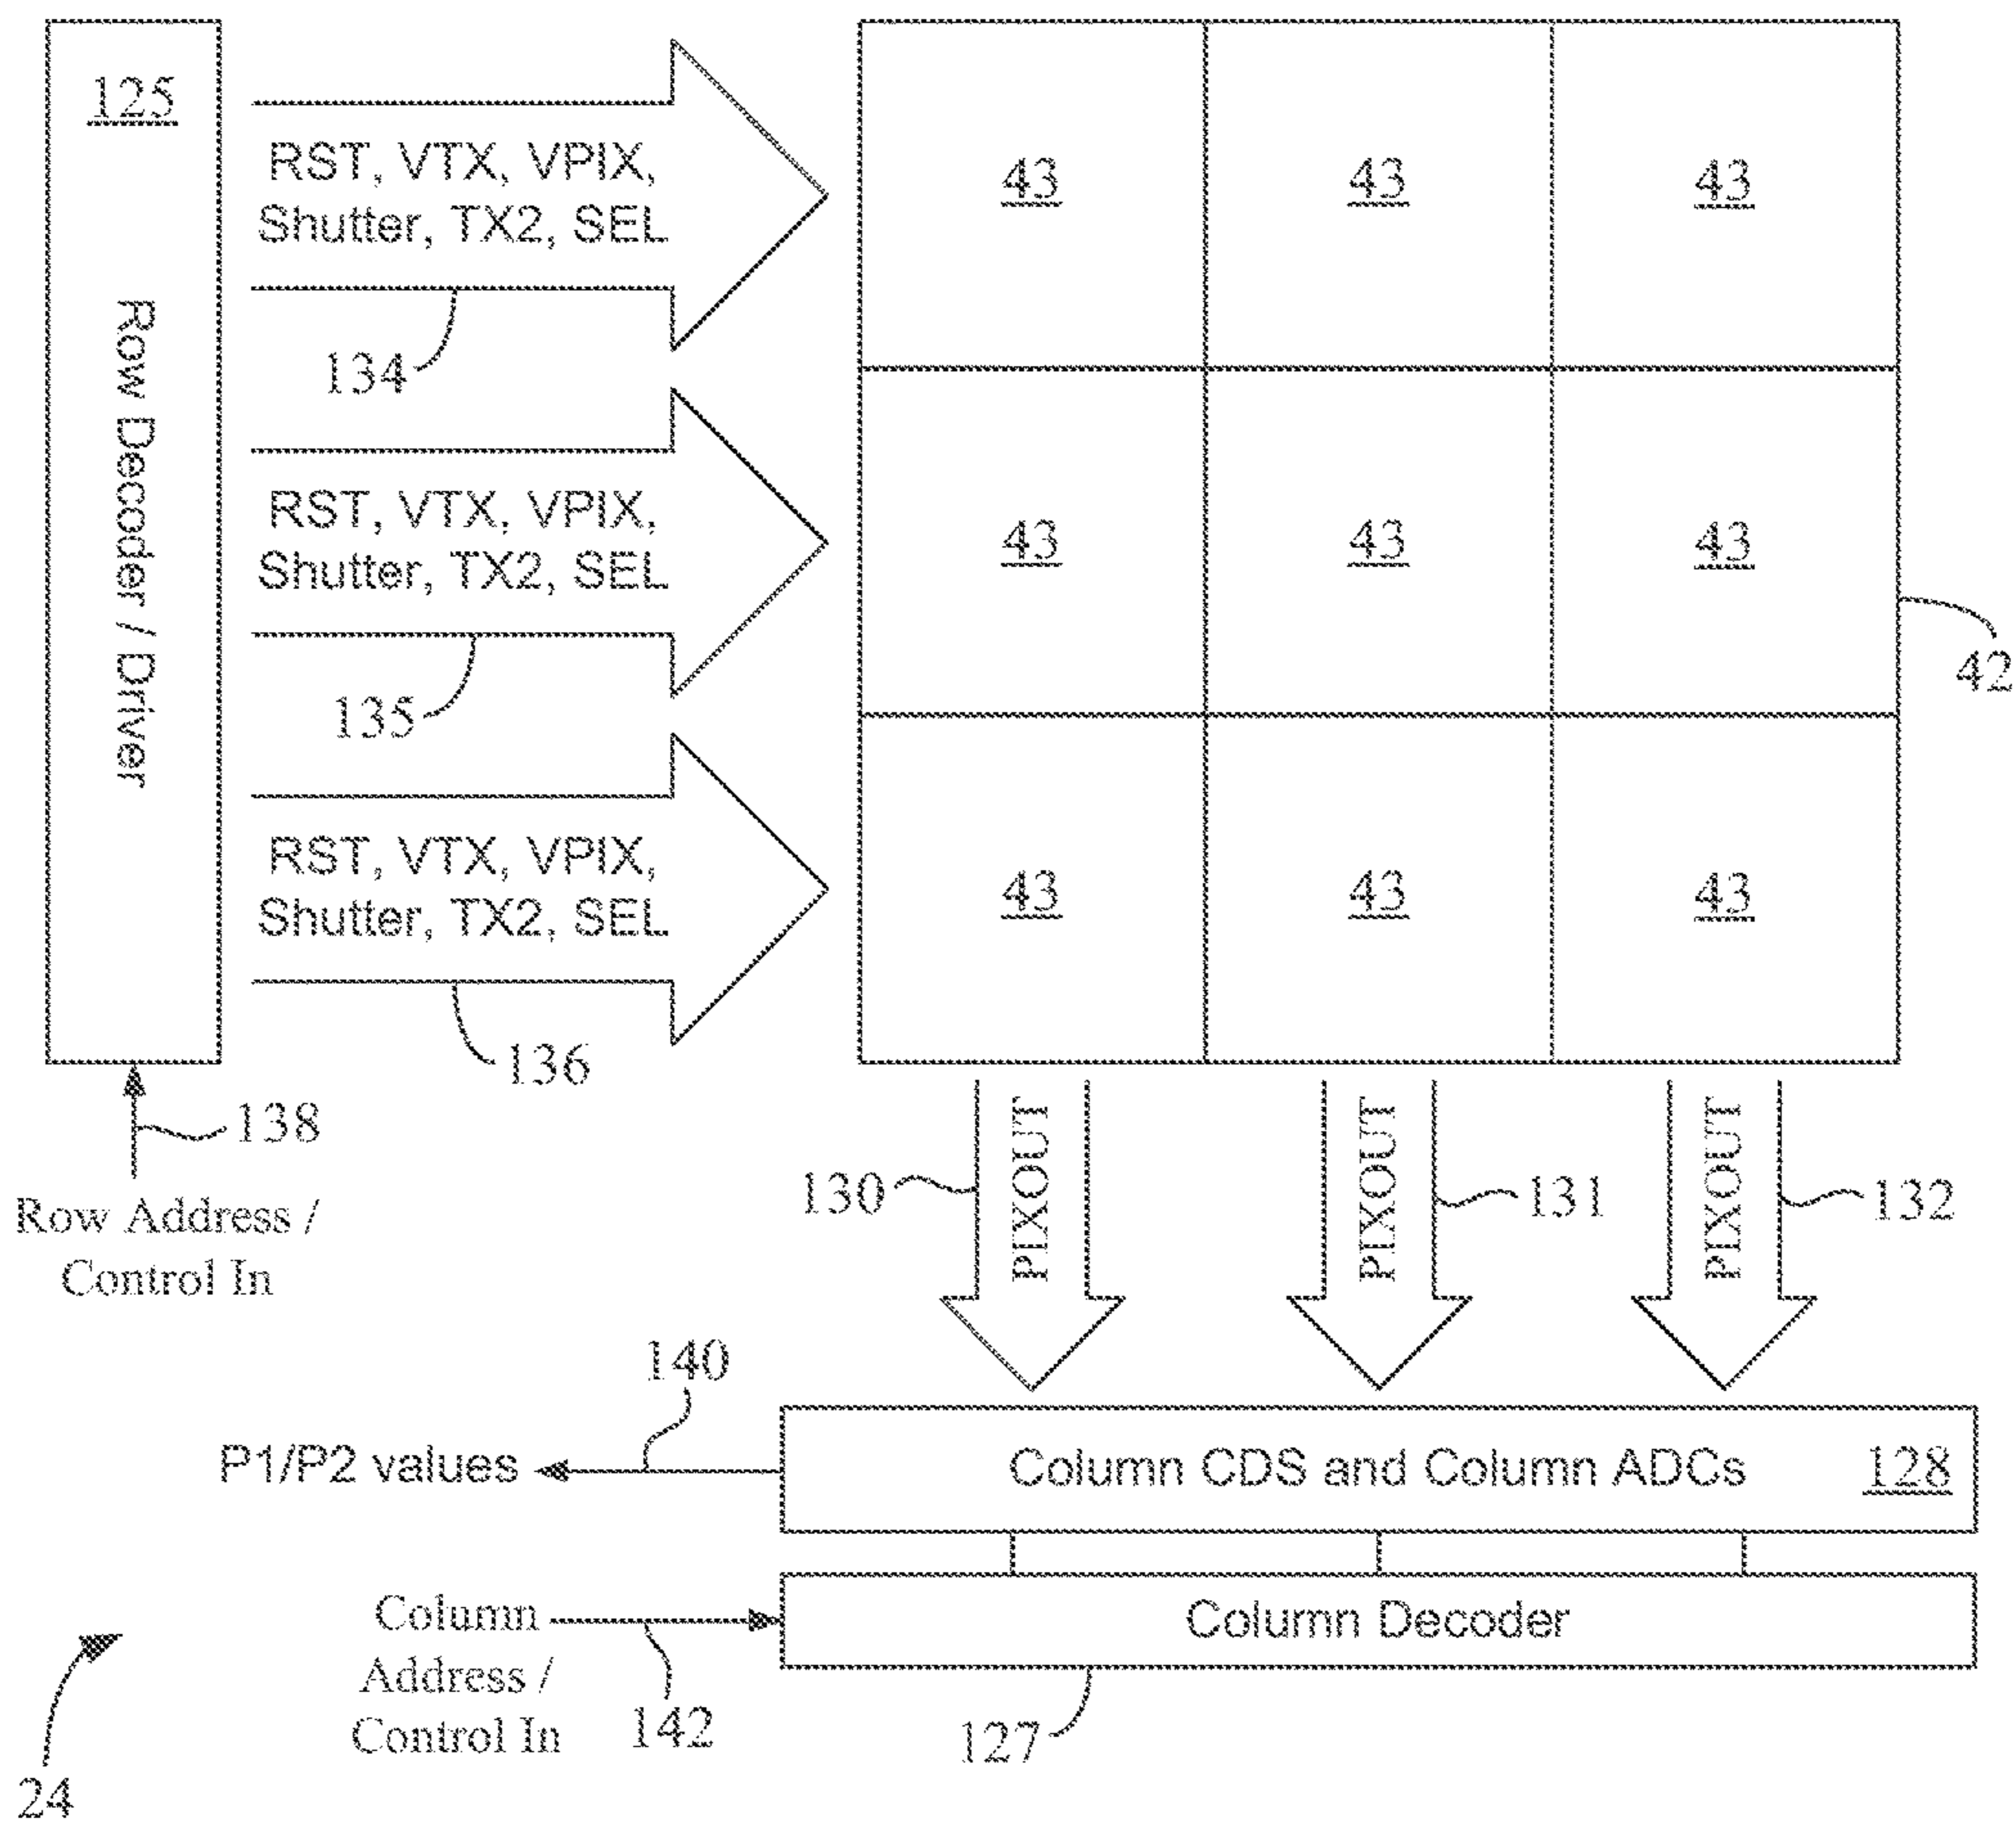 125
Row Decoder / Driver
RST, VTX, VPIX,
Shutter, TX2, SEL
134
RST, VTX, VPIX,
Shutter, TX2, SEL
135
RST, VTX, VPIX,
Shutter, TX2, SEL
136
43 43 43
43 43 43
43 43 43
42
138
Row Address /
Control In
130
PIXOUT
PIXOUT
131
PIXOUT
132
140
P1/P2 values
Column CDS and Column ADCs 128
Column
Address /
Control In
142
Column Decoder
127
24